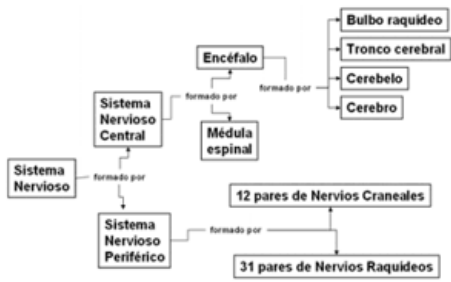 Sistema
Nervioso
formado por
Sistema
Nervioso
Central
formado por
Encéfalo
formado por
Bulbo raquídeo
Tronco cerebral
Cerebelo
Cerebro
Médula
espinal
Sistema
Nervioso
Periférico
formado por
12 pares de Nervios Craneales
31 pares de Nervios Raquídeos